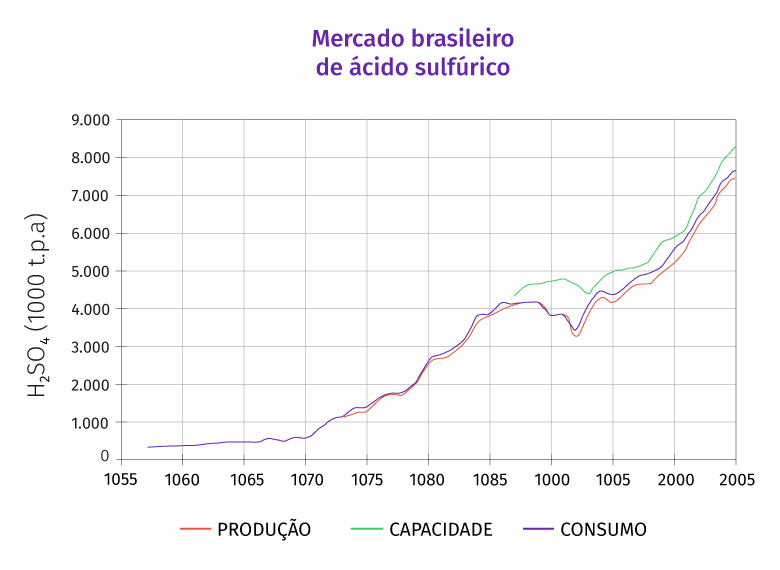 Mercado brasileiro
de ácido sulfúrico
H₂SO₄ (1000 t.p.a)
9.000
8.000
7.000
6.000
5.000
4.000
3.000
2.000
1.000
0
1055 1060 1065 1070 1075 1080 1085 1000 1005 2000 2005
PRODUÇÃO CAPACIDADE CONSUMO